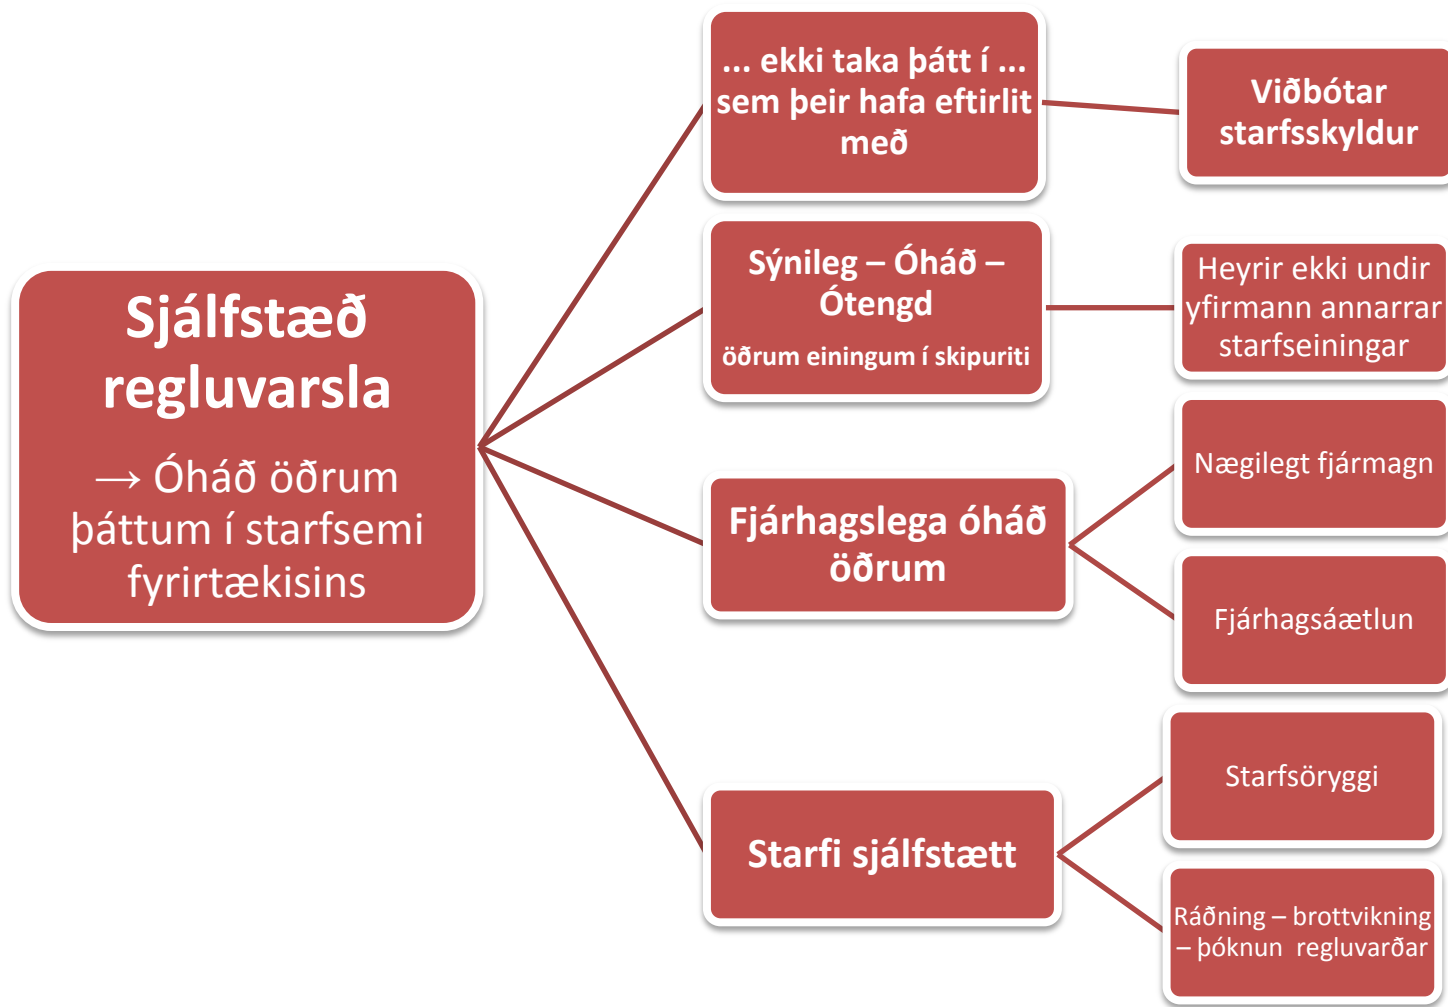 Sjálfstæð
regluvarsla
→ Óháð öðrum
þáttum í starfsemi
fyrirtækisins
... ekki taka þátt í ...
sem þeir hafa eftirlit
með
Viðbótar
starfsskyldur
Sýnileg – Óháð –
Ótengd
öðrum einingum í skipuriti
Heyrir ekki undir
yfirmann annarrar
starfseiningar
Fjárhagslega óháð
öðrum
Nægilegt fjármagn
Fjárhagsáætlun
Starfi sjálfstætt
Starfsöryggi
Ráðning – brottvikning
– þóknun regluvarðar